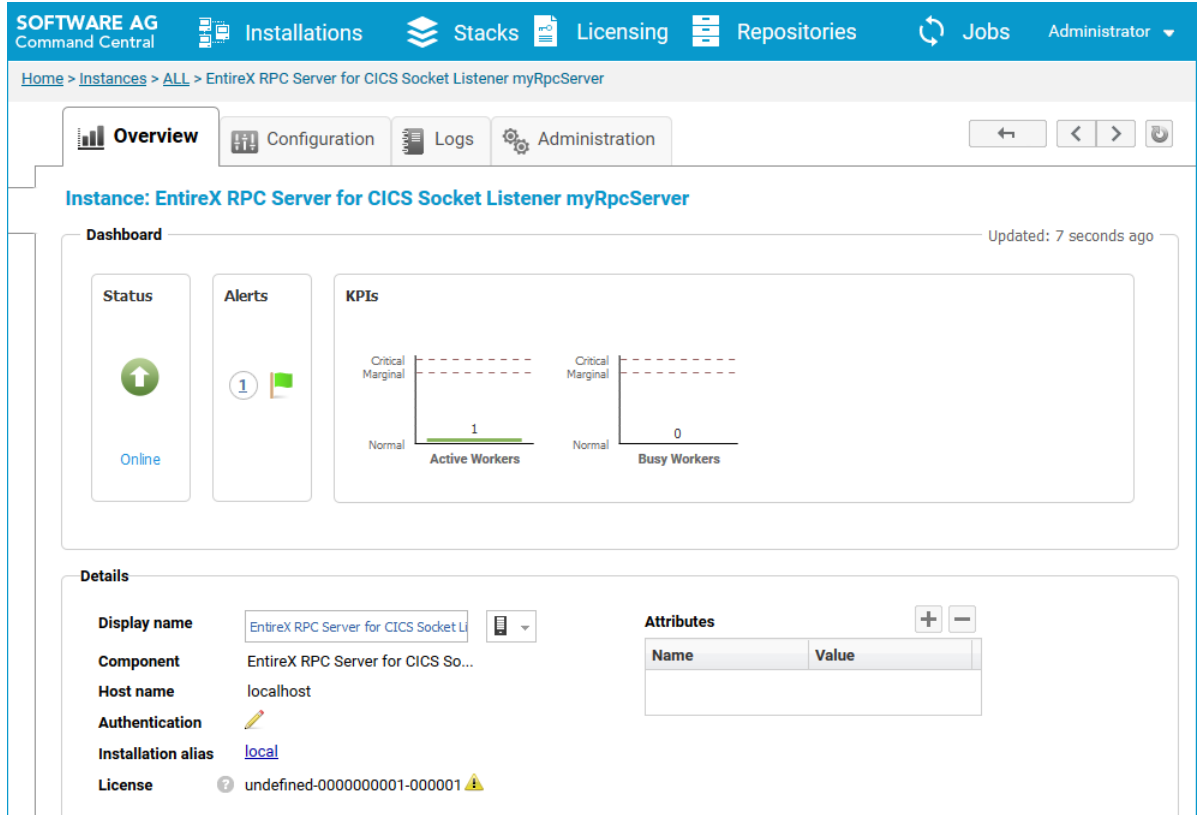 SOFTWARE AG
Command Central
Installations
Stacks
Licensing
Repositories
Jobs
Administrator
Home > Instances > ALL > EntireX RPC Server for CICS Socket Listener myRpcServer
Overview
Configuration
Logs
Administration
Instance: EntireX RPC Server for CICS Socket Listener myRpcServer
Dashboard
Updated: 7 seconds ago
Status
Online
Alerts
1
KPIs
Critical
Marginal
Normal
1
Active Workers
Critical
Marginal
Normal
0
Busy Workers
Details
Display name
EntireX RPC Server for CICS Socket Li
Component
EntireX RPC Server for CICS So...
Host name
localhost
Authentication
Installation alias
local
License
? undefined-0000000001-000001
Attributes
Name
Value